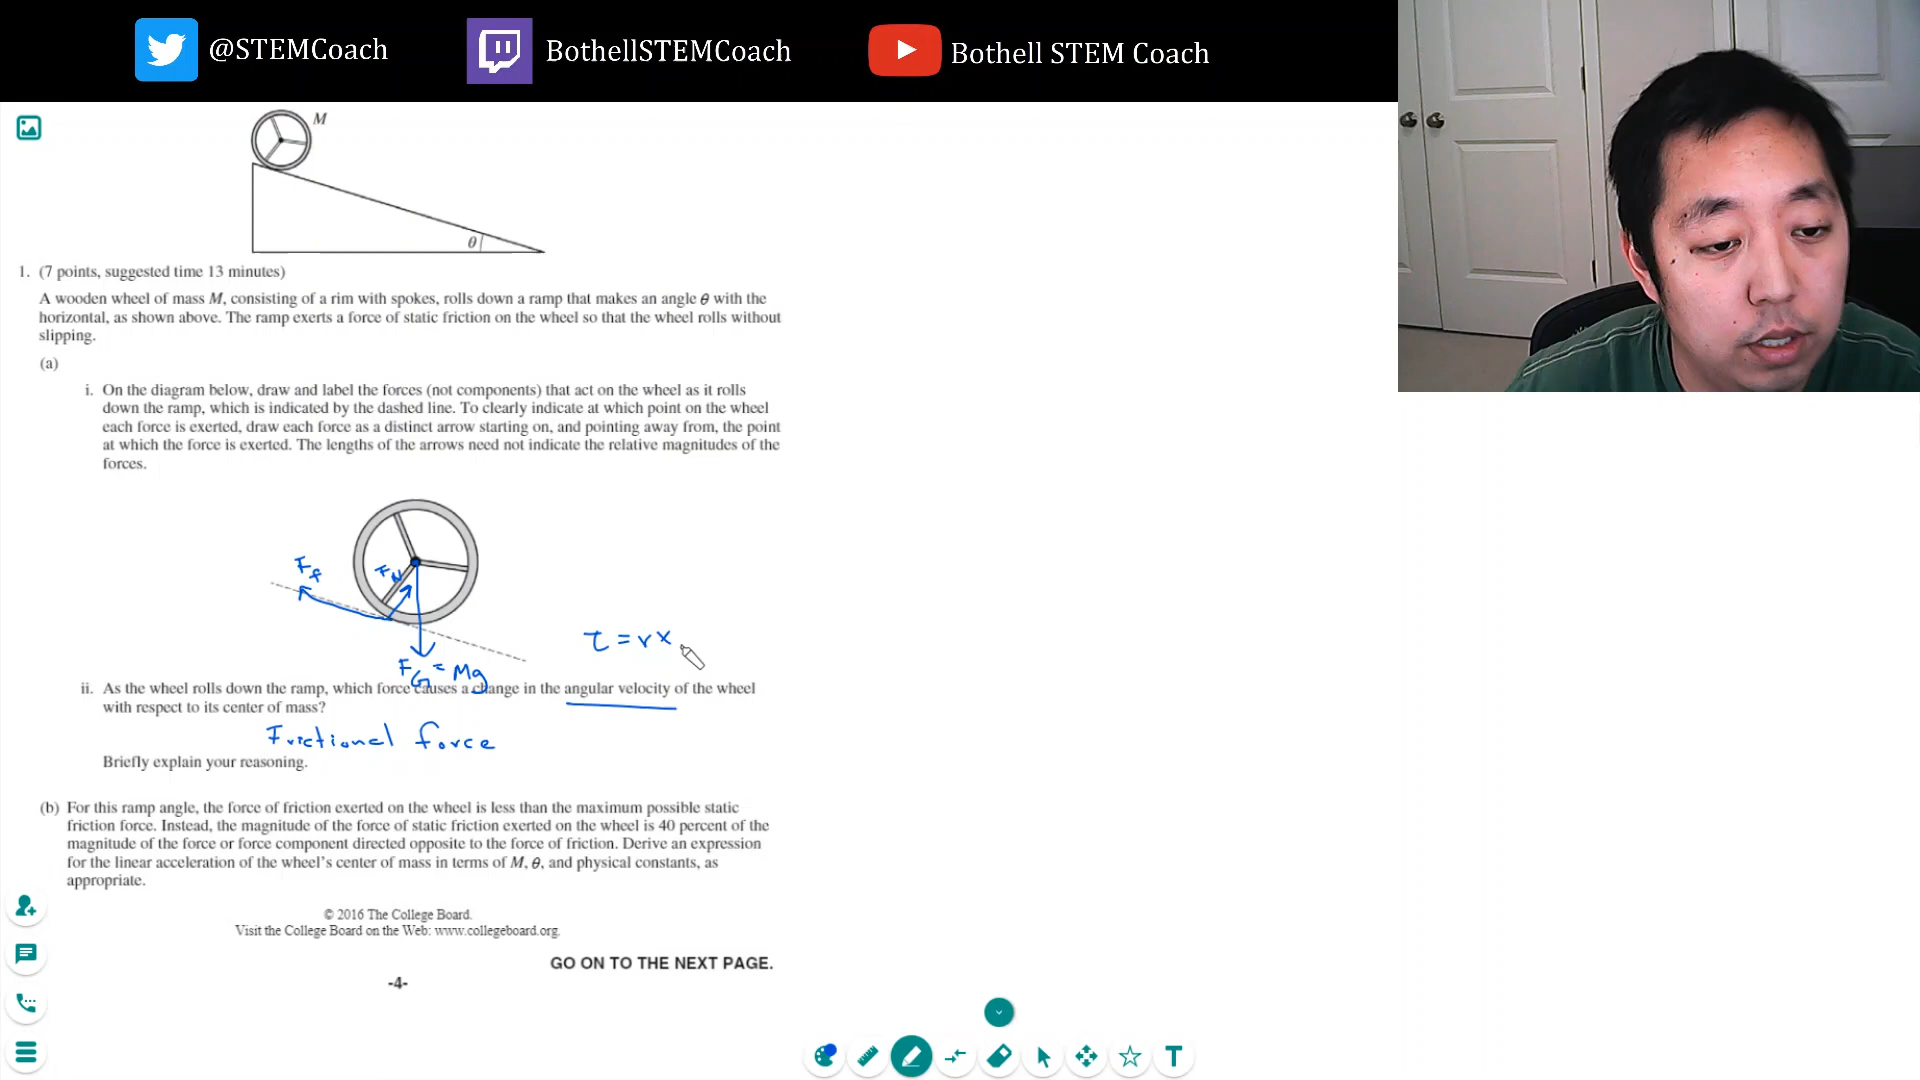 @STEMCoach
BothellSTEMCoach
Bothell STEM Coach
M
θ
1. (7 points, suggested time 13 minutes)
A wooden wheel of mass M, consisting of a rim with spokes, rolls down a ramp that makes an angle θ with the
horizontal, as shown above. The ramp exerts a force of static friction on the wheel so that the wheel rolls without
slipping.
(a)
i. On the diagram below, draw and label the forces (not components) that act on the wheel as it rolls
down the ramp, which is indicated by the dashed line. To clearly indicate at which point on the wheel
each force is exerted, draw each force as a distinct arrow starting on, and pointing away from, the point
at which the force is exerted. The lengths of the arrows need not indicate the relative magnitudes of the
forces.
F_f
F_N
τ = r×
F_G = Mg
ii. As the wheel rolls down the ramp, which force causes a change in the angular velocity of the wheel
with respect to its center of mass?
Frictional force
Briefly explain your reasoning.
(b) For this ramp angle, the force of friction exerted on the wheel is less than the maximum possible static
friction force. Instead, the magnitude of the force of static friction exerted on the wheel is 40 percent of the
magnitude of the force or force component directed opposite to the force of friction. Derive an expression
for the linear acceleration of the wheel's center of mass in terms of M, θ, and physical constants, as
appropriate.
© 2016 The College Board.
Visit the College Board on the Web: www.collegeboard.org.
GO ON TO THE NEXT PAGE.
-4-
T